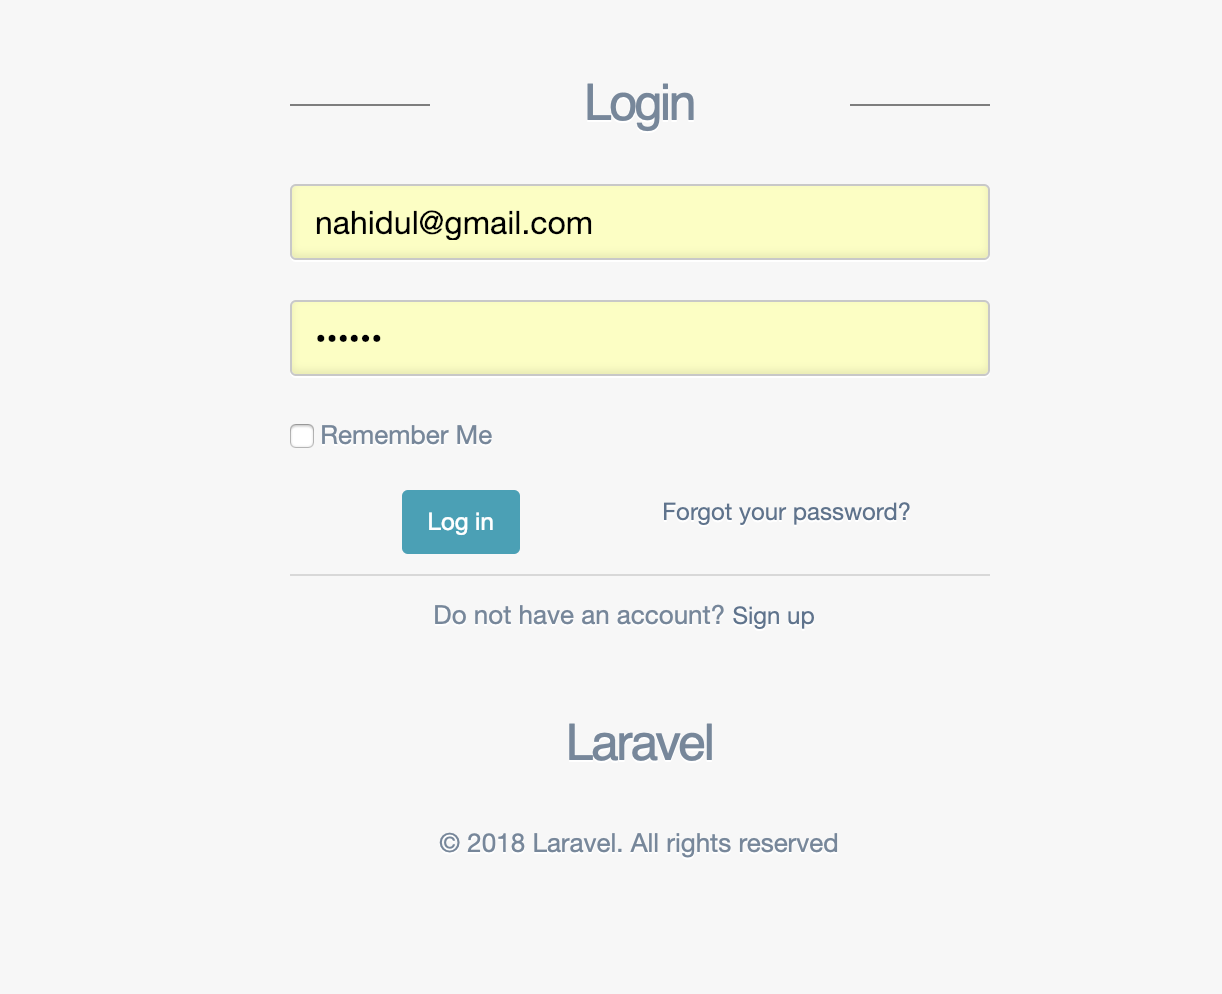 Login
nahidul@gmail.com
••••••
Remember Me
Log in
Forgot your password?
Do not have an account? Sign up
Laravel
© 2018 Laravel. All rights reserved